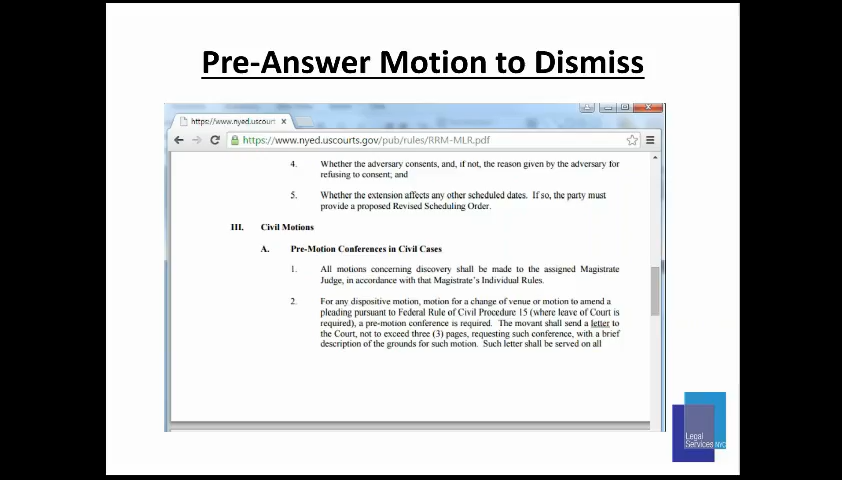 Pre-Answer Motion to Dismiss
https://www.nyed.uscourt
https://www.nyed.uscourts.gov/pub/rules/RRM-MLR.pdf
4. Whether the adversary consents, and, if not, the reason given by the adversary for
refusing to consent; and
5. Whether the extension affects any other scheduled dates. If so, the party must
provide a proposed Revised Scheduling Order.
III. Civil Motions
A. Pre-Motion Conferences in Civil Cases
1. All motions concerning discovery shall be made to the assigned Magistrate
Judge, in accordance with that Magistrate's Individual Rules.
2. For any dispositive motion, motion for a change of venue or motion to amend a
pleading pursuant to Federal Rule of Civil Procedure 15 (where leave of Court is
required), a pre-motion conference is required. The movant shall send a letter to
the Court, not to exceed three (3) pages, requesting such conference, with a brief
description of the grounds for such motion. Such letter shall be served on all
Legal
Services NYC